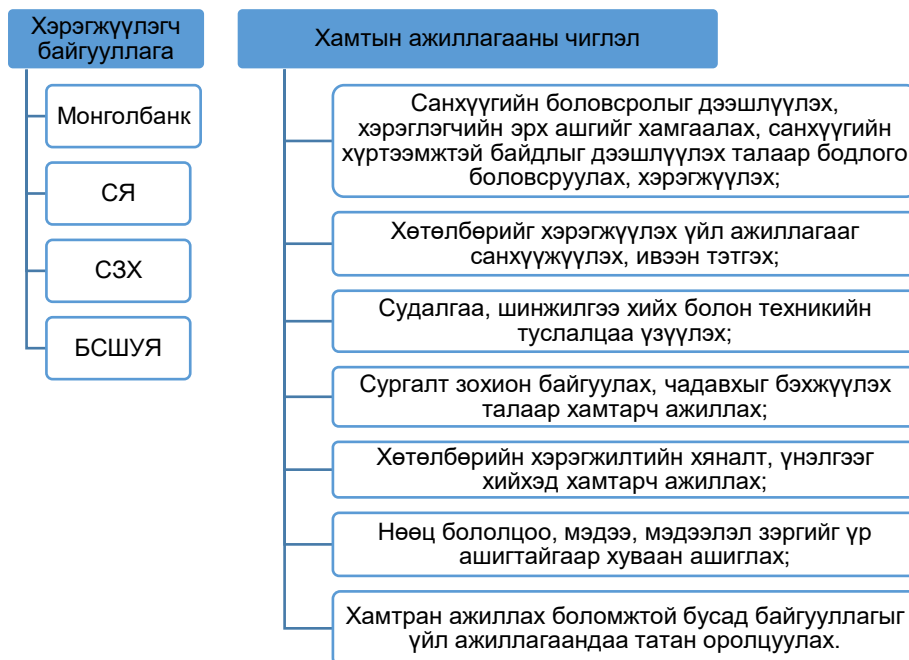 Хэрэгжүүлэгч
байгууллага
Монголбанк
СЯ
СЗХ
БСШУЯ
Хамтын ажиллагааны чиглэл
Санхүүгийн боловсролыг дээшлүүлэх,
хэрэглэгчийн эрх ашгийг хамгаалах, санхүүгийн
хүртээмжтэй байдлыг дээшлүүлэх талаар бодлого
боловсруулах, хэрэгжүүлэх;
Хөтөлбөрийг хэрэгжүүлэх үйл ажиллагааг
санхүүжүүлэх, ивээн тэтгэх;
Судалгаа, шинжилгээ хийх болон техникийн
туслалцаа үзүүлэх;
Сургалт зохион байгуулах, чадавхыг бэхжүүлэх
талаар хамтарч ажиллах;
Хөтөлбөрийн хэрэгжилтийн хяналт, үнэлгээг
хийхэд хамтарч ажиллах;
Нөөц бололцоо, мэдээ, мэдээлэл зэргийг үр
ашигтайгаар хуваан ашиглах;
Хамтран ажиллах боломжтой бусад байгууллагыг
үйл ажиллагаандаа татан оролцуулах.